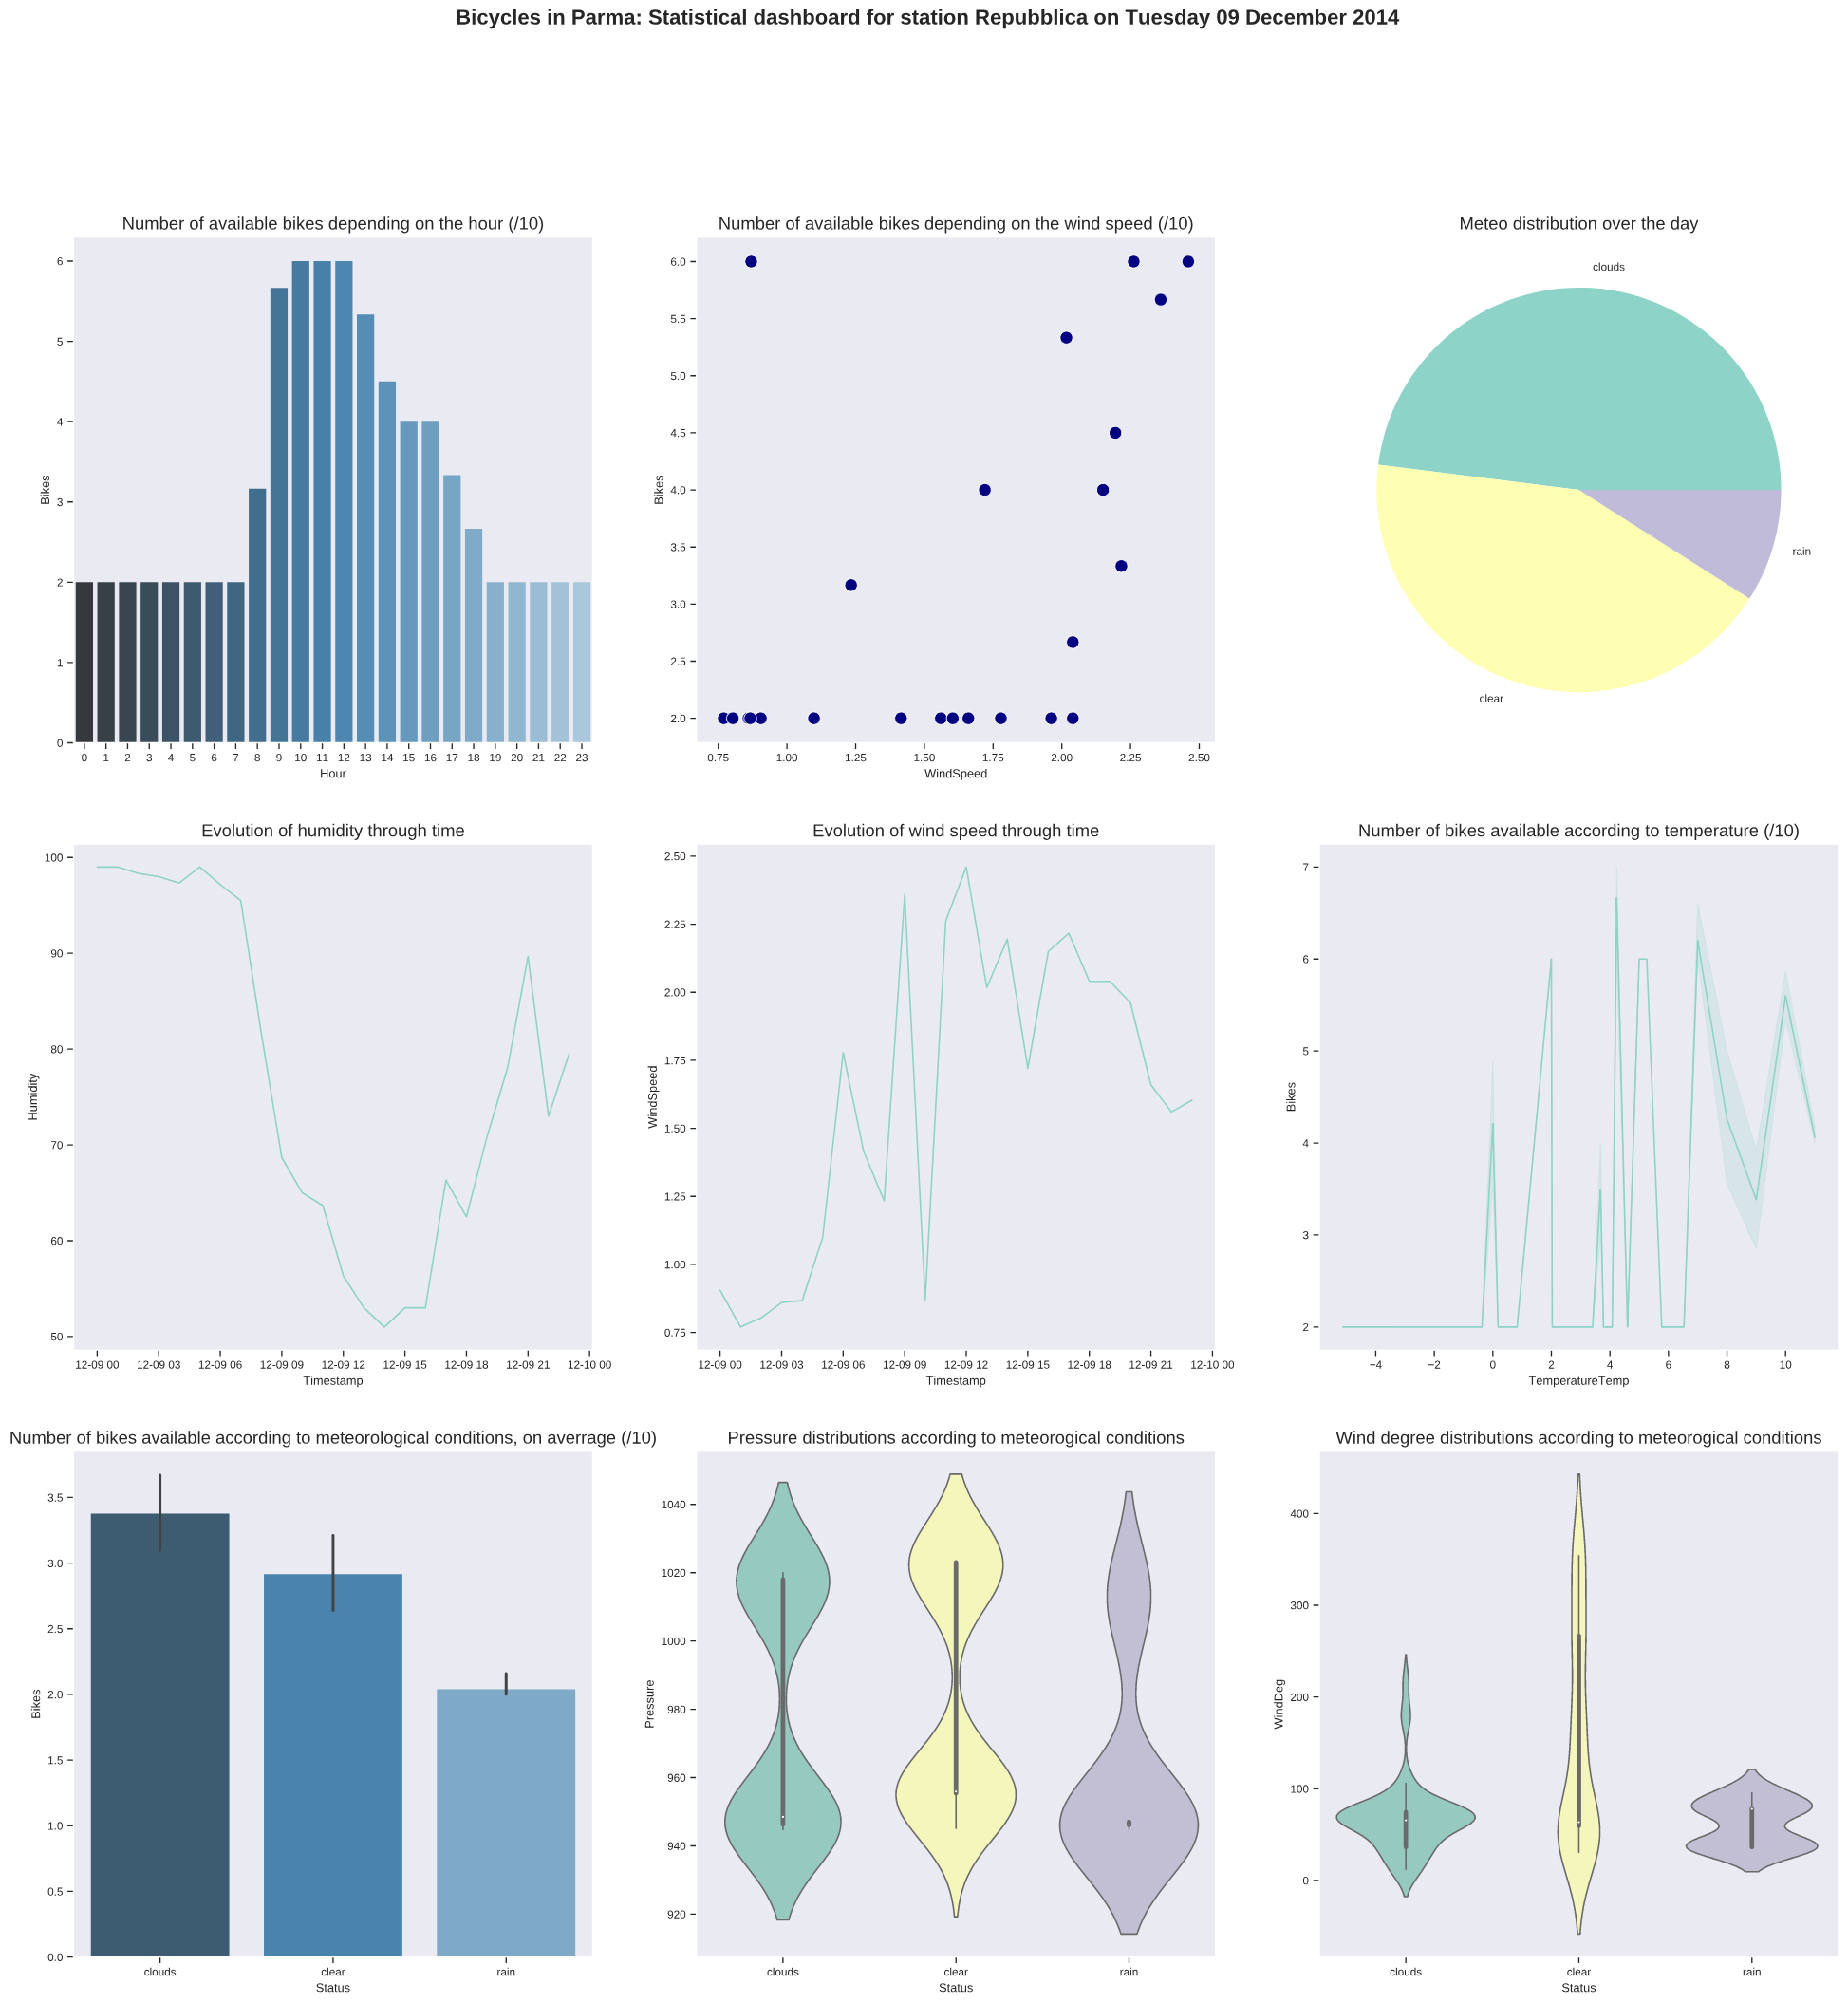 Bicycles in Parma: Statistical dashboard for station Repubblica on Tuesday 09 December 2014
Number of available bikes depending on the hour (/10)
6
5
4
3
2
1
0
Bikes
0 1 2 3 4 5 6 7 8 9 10 11 12 13 14 15 16 17 18 19 20 21 22 23
Hour
Number of available bikes depending on the wind speed (/10)
6.0
5.5
5.0
4.5
4.0
3.5
3.0
2.5
2.0
Bikes
0.75 1.00 1.25 1.50 1.75 2.00 2.25 2.50
WindSpeed
Meteo distribution over the day
clouds
rain
clear
Evolution of humidity through time
100
90
80
70
60
50
Humidity
12-09 00 12-09 03 12-09 06 12-09 09 12-09 12 12-09 15 12-09 18 12-09 21 12-10 00
Timestamp
Evolution of wind speed through time
2.50
2.25
2.00
1.75
1.50
1.25
1.00
0.75
WindSpeed
12-09 00 12-09 03 12-09 06 12-09 09 12-09 12 12-09 15 12-09 18 12-09 21 12-10 00
Timestamp
Number of bikes available according to temperature (/10)
7
6
5
4
3
2
Bikes
−4 −2 0 2 4 6 8 10
TemperatureTemp
Number of bikes available according to meteorological conditions, on averrage (/10)
3.5
3.0
2.5
2.0
1.5
1.0
0.5
0.0
Bikes
clouds clear rain
Status
Pressure distributions according to meteorogical conditions
1040
1020
1000
980
960
940
920
Pressure
clouds clear rain
Status
Wind degree distributions according to meteorogical conditions
400
300
200
100
0
WindDeg
clouds clear rain
Status